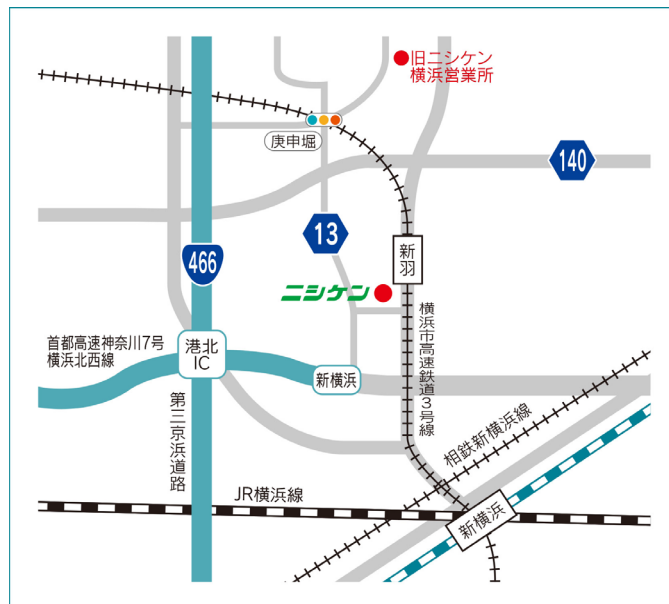 旧ニシケン
横浜営業所
庚申堀
140
13
新羽
466
ニシケン
横浜市高速鉄道3号線
首都高速神奈川7号
横浜北西線
港北
IC
新横浜
第三京浜道路
相鉄新横浜線
JR横浜線
新横浜